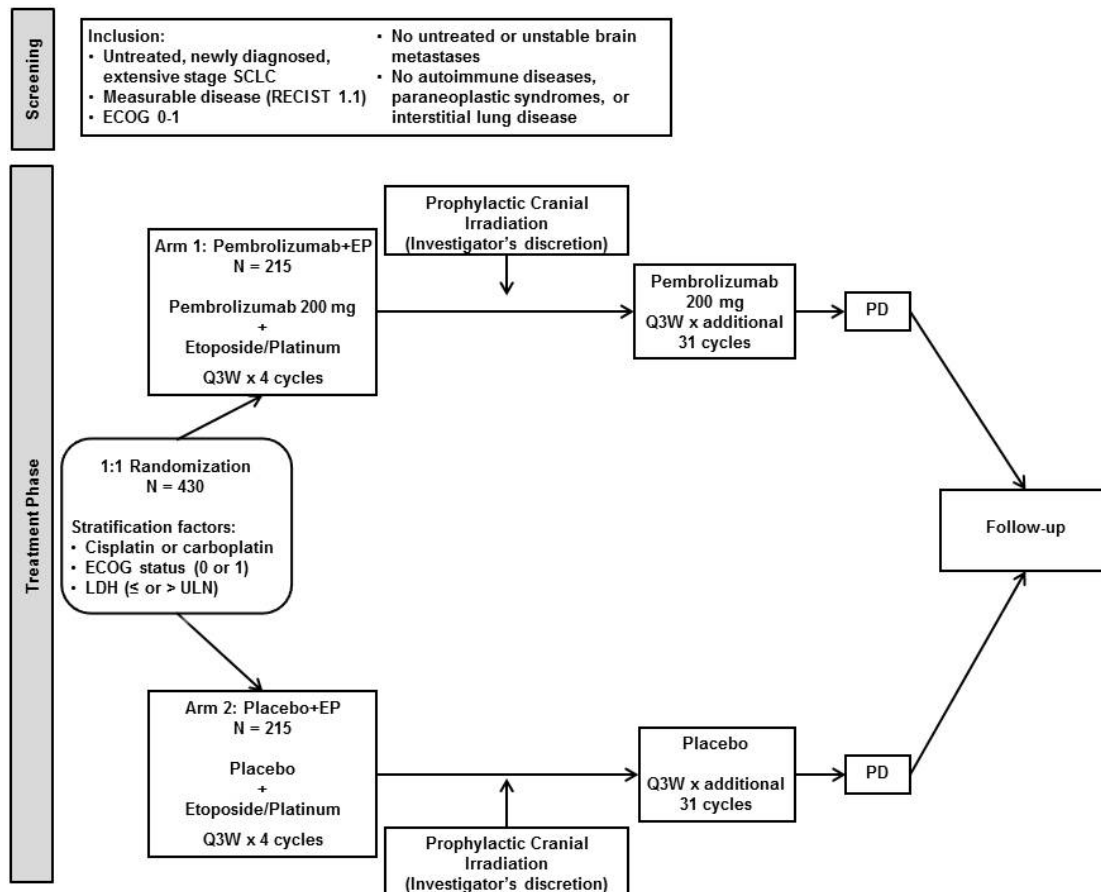 Screening
Inclusion:
• Untreated, newly diagnosed,
extensive stage SCLC
• Measurable disease (RECIST 1.1)
• ECOG 0-1
• No untreated or unstable brain
metastases
• No autoimmune diseases,
paraneoplastic syndromes, or
interstitial lung disease
Treatment Phase
Prophylactic Cranial
Irradiation
(Investigator's discretion)
Arm 1: Pembrolizumab+EP
N = 215
Pembrolizumab 200 mg
+
Etoposide/Platinum
Q3W x 4 cycles
Pembrolizumab
200 mg
Q3W x additional
31 cycles
PD
1:1 Randomization
N = 430
Stratification factors:
• Cisplatin or carboplatin
• ECOG status (0 or 1)
• LDH (≤ or > ULN)
Follow-up
Arm 2: Placebo+EP
N = 215
Placebo
+
Etoposide/Platinum
Q3W x 4 cycles
Placebo
Q3W x additional
31 cycles
PD
Prophylactic Cranial
Irradiation
(Investigator's discretion)